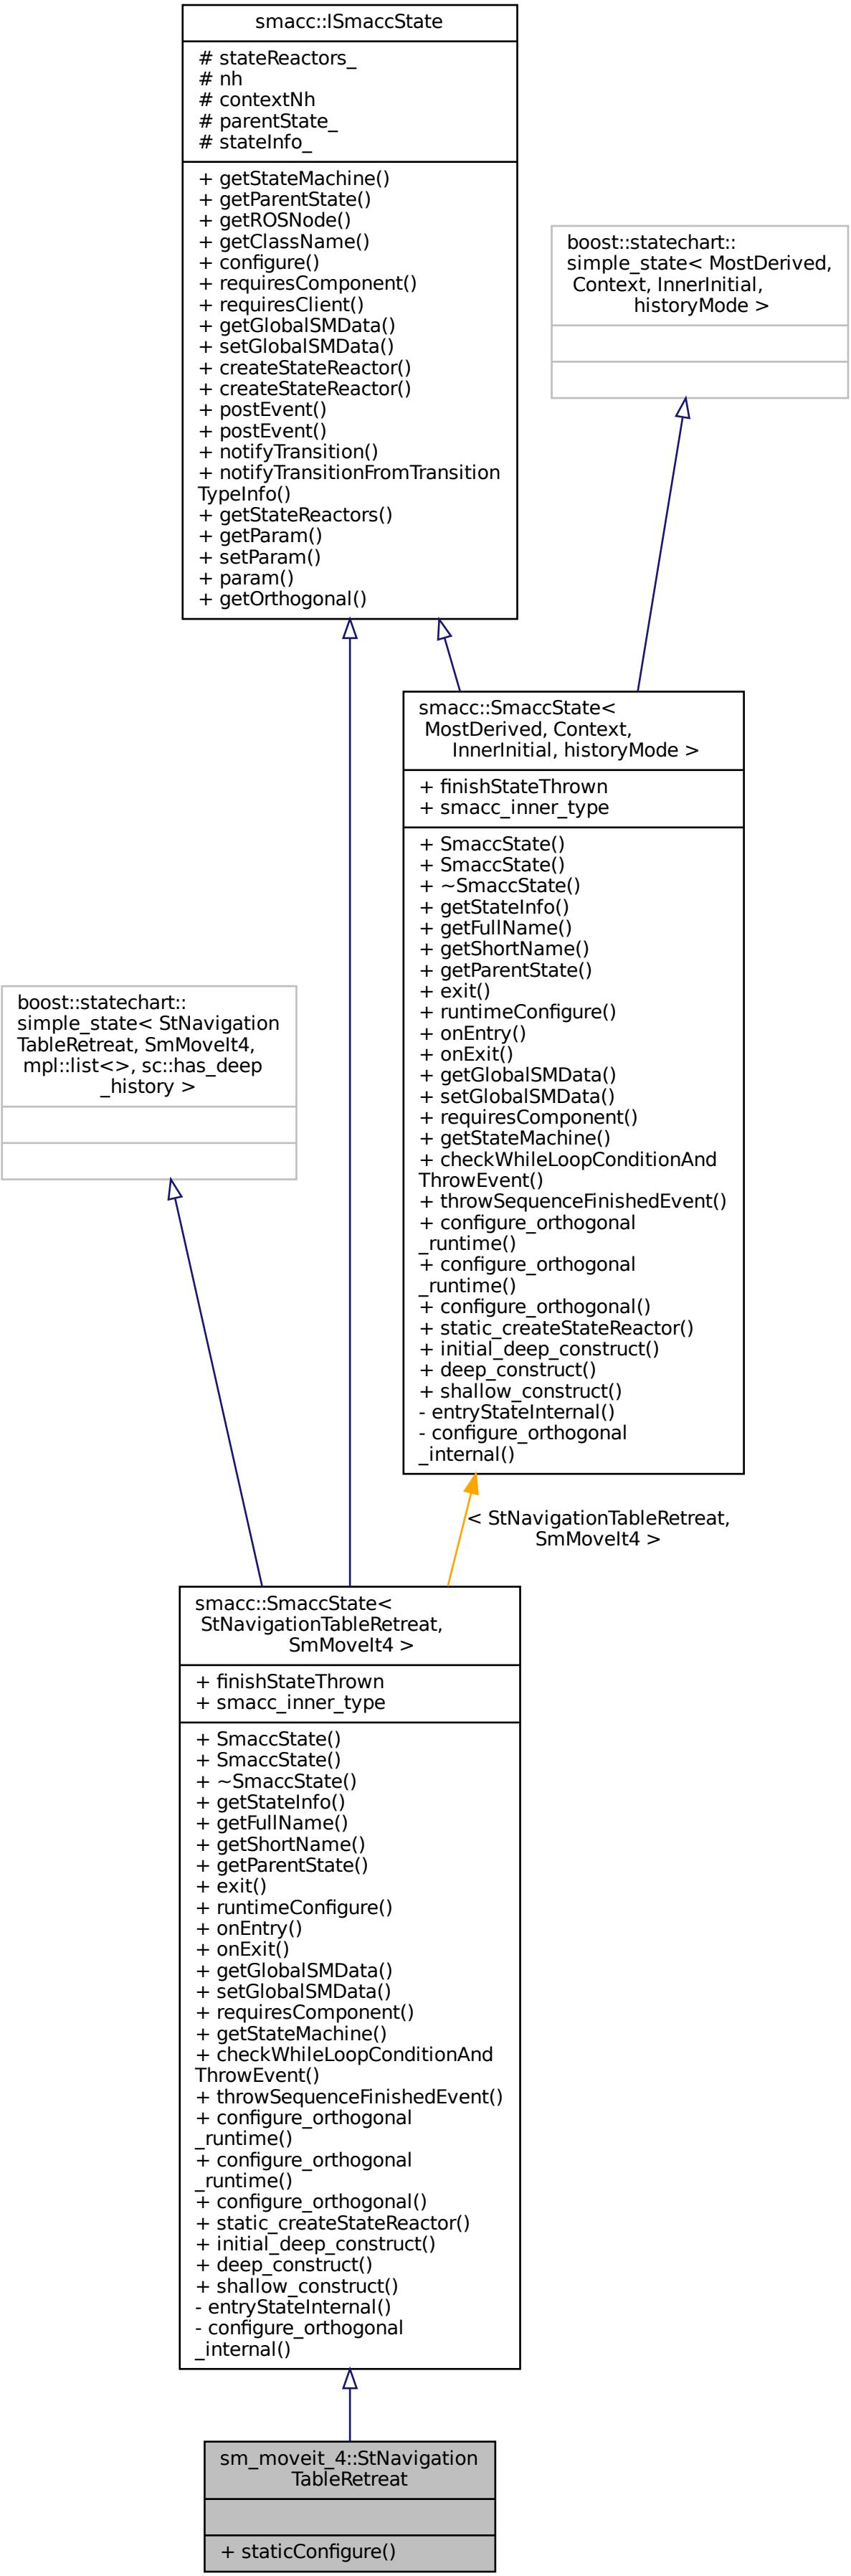 smacc::ISmaccState
# stateReactors_
# nh
# contextNh
# parentState_
# stateInfo_
+ getStateMachine()
+ getParentState()
+ getROSNode()
+ getClassName()
+ configure()
+ requiresComponent()
+ requiresClient()
+ getGlobalSMData()
+ setGlobalSMData()
+ createStateReactor()
+ createStateReactor()
+ postEvent()
+ postEvent()
+ notifyTransition()
+ notifyTransitionFromTransition
TypeInfo()
+ getStateReactors()
+ getParam()
+ setParam()
+ param()
+ getOrthogonal()
boost::statechart::
simple_state< MostDerived,
Context, InnerInitial,
historyMode >
smacc::SmaccState<
MostDerived, Context,
InnerInitial, historyMode >
+ finishStateThrown
+ smacc_inner_type
+ SmaccState()
+ SmaccState()
+ ~SmaccState()
+ getStateInfo()
+ getFullName()
+ getShortName()
+ getParentState()
+ exit()
+ runtimeConfigure()
+ onEntry()
+ onExit()
+ getGlobalSMData()
+ setGlobalSMData()
+ requiresComponent()
+ getStateMachine()
+ checkWhileLoopConditionAnd
ThrowEvent()
+ throwSequenceFinishedEvent()
+ configure_orthogonal
_runtime()
+ configure_orthogonal
_runtime()
+ configure_orthogonal()
+ static_createStateReactor()
+ initial_deep_construct()
+ deep_construct()
+ shallow_construct()
- entryStateInternal()
- configure_orthogonal
_internal()
boost::statechart::
simple_state< StNavigation
TableRetreat, SmMoveIt4,
mpl::list<>, sc::has_deep
_history >
< StNavigationTableRetreat,
SmMoveIt4 >
smacc::SmaccState<
StNavigationTableRetreat,
SmMoveIt4 >
+ finishStateThrown
+ smacc_inner_type
+ SmaccState()
+ SmaccState()
+ ~SmaccState()
+ getStateInfo()
+ getFullName()
+ getShortName()
+ getParentState()
+ exit()
+ runtimeConfigure()
+ onEntry()
+ onExit()
+ getGlobalSMData()
+ setGlobalSMData()
+ requiresComponent()
+ getStateMachine()
+ checkWhileLoopConditionAnd
ThrowEvent()
+ throwSequenceFinishedEvent()
+ configure_orthogonal
_runtime()
+ configure_orthogonal
_runtime()
+ configure_orthogonal()
+ static_createStateReactor()
+ initial_deep_construct()
+ deep_construct()
+ shallow_construct()
- entryStateInternal()
- configure_orthogonal
_internal()
sm_moveit_4::StNavigation
TableRetreat
+ staticConfigure()